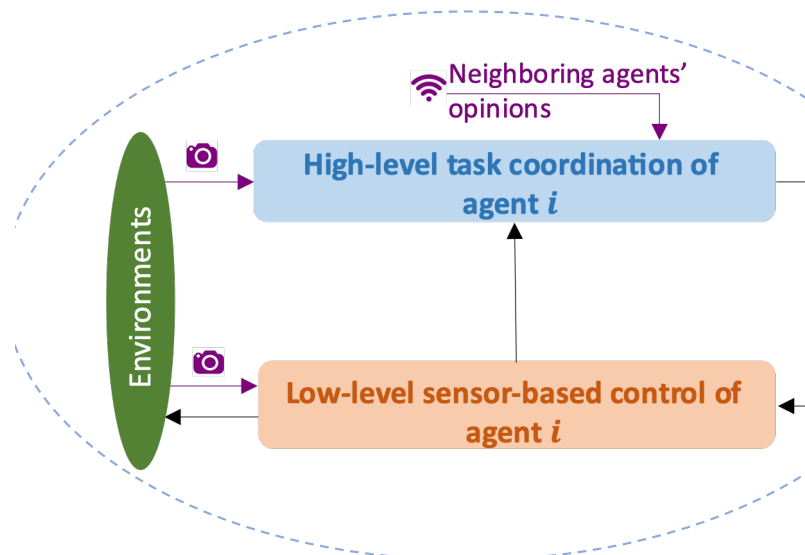 Neighboring agents'
opinions
High-level task coordination of
agent i
Environments
Low-level sensor-based control of
agent i